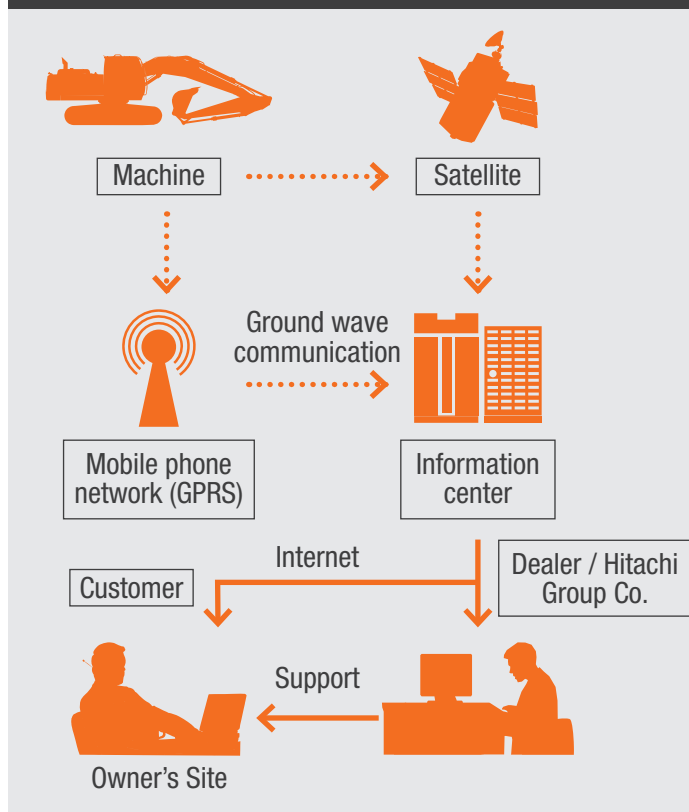 Machine
Satellite
Ground wave
communication
Mobile phone
network (GPRS)
Information
center
Internet
Customer
Dealer / Hitachi
Group Co.
Support
Owner's Site